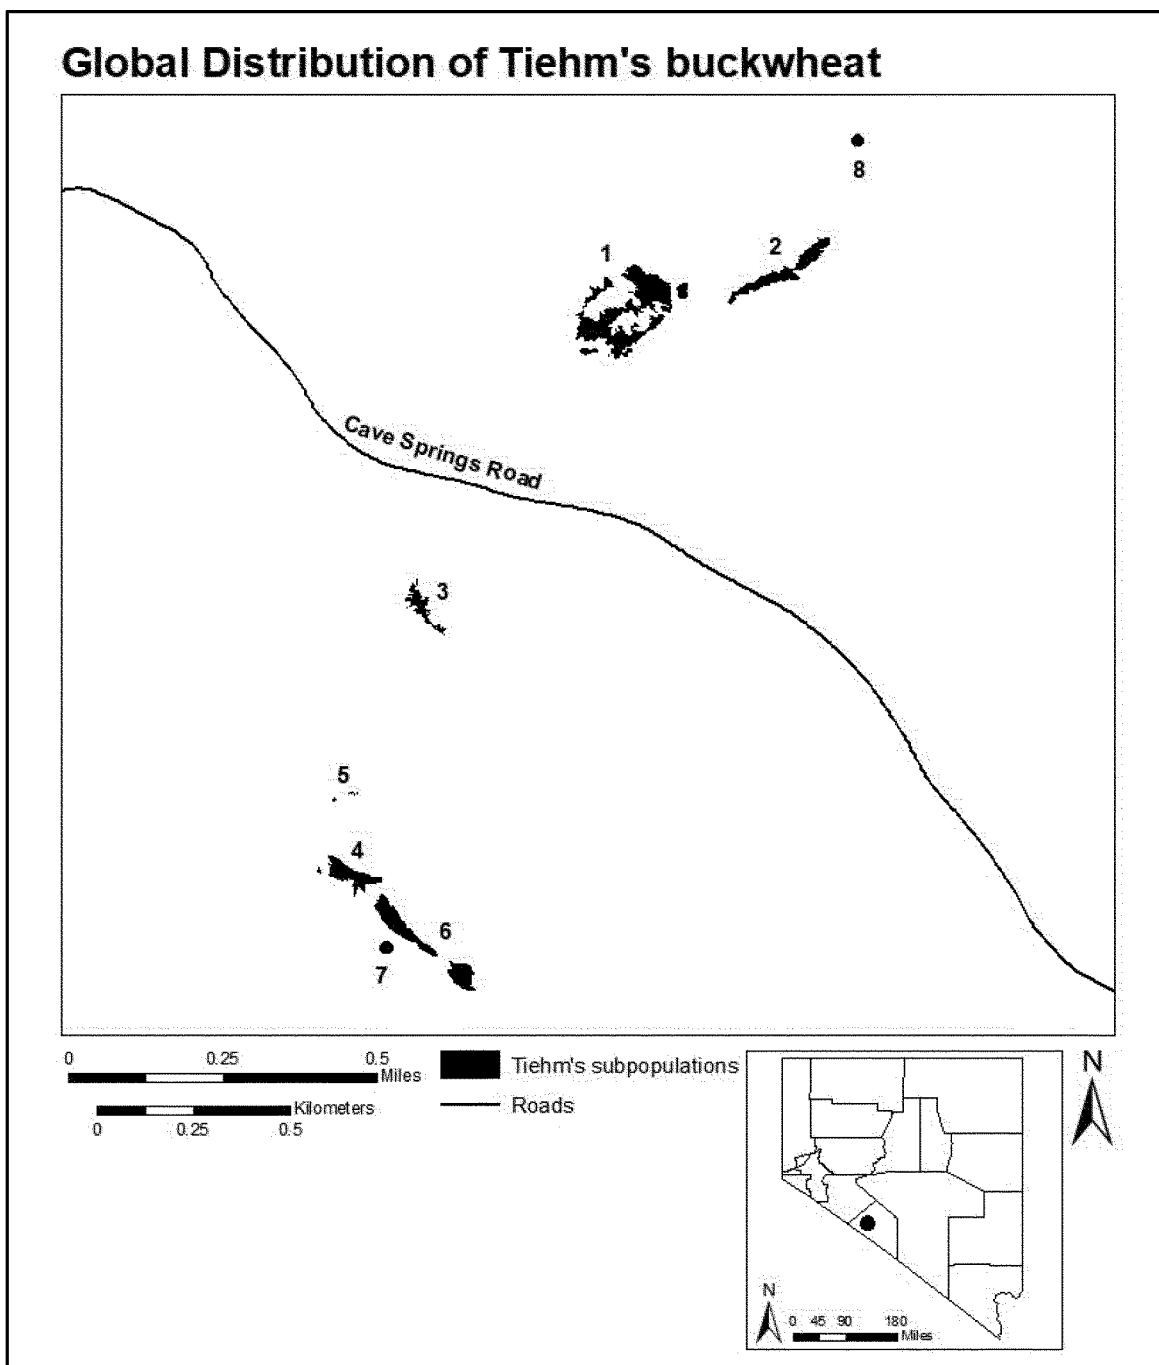 Global Distribution of Tiehm's buckwheat
8
1
2
Cave Springs Road
3
5
4
6
7
0 0.25 0.5
Miles
Kilometers
0 0.25 0.5
Tiehm's subpopulations
Roads
N
N
0 45 90 180
Miles